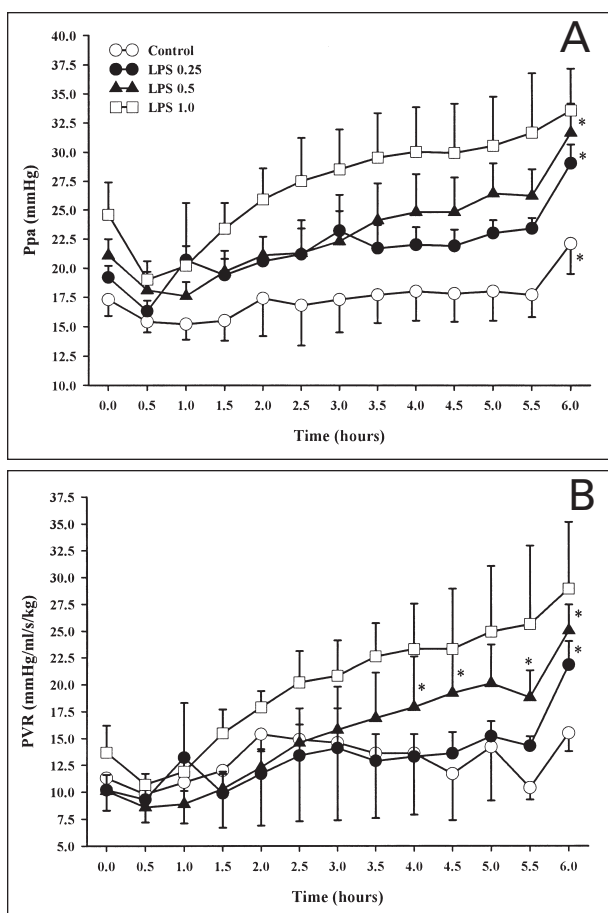 A
40.0
37.5
35.0
32.5
30.0
27.5
25.0
22.5
20.0
17.5
15.0
12.5
10.0
Ppa (mmHg)
Control
LPS 0.25
LPS 0.5
LPS 1.0
*
*
*
0.0 0.5 1.0 1.5 2.0 2.5 3.0 3.5 4.0 4.5 5.0 5.5 6.0
Time (hours)
B
37.5
35.0
32.5
30.0
27.5
25.0
22.5
20.0
17.5
15.0
12.5
10.0
7.5
5.0
PVR (mmHg/ml/s/kg)
* * * * *
0.0 0.5 1.0 1.5 2.0 2.5 3.0 3.5 4.0 4.5 5.0 5.5 6.0
Time (hours)